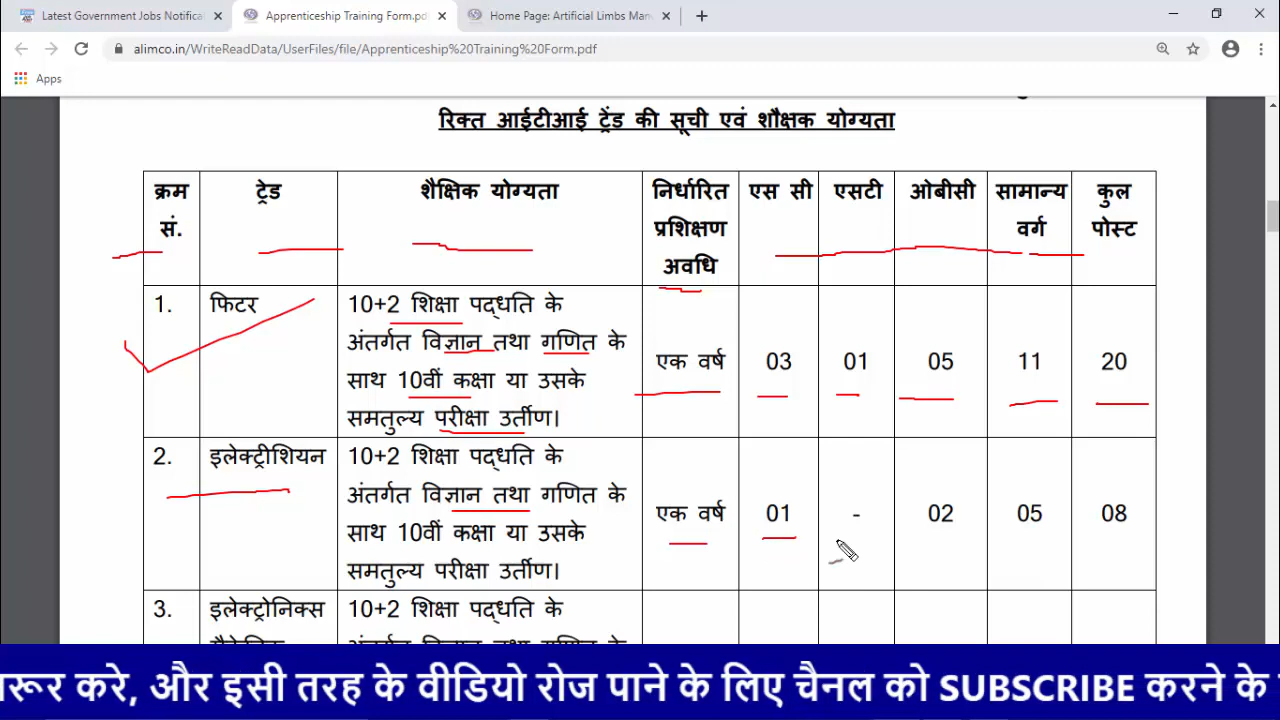 Latest Government Jobs Notificat
Apprenticeship Training Form.pdf
Home Page: Artificial Limbs Man
alimco.in/WriteReadData/UserFiles/file/Apprenticeship%20Training%20Form.pdf
Apps
रिक्त आईटीआई ट्रेंड की सूची एवं शौक्षक योग्यता
क्रम सं.
ट्रेड
शैक्षिक योग्यता
निर्धारित प्रशिक्षण अवधि
एस सी
एसटी
ओबीसी
सामान्य वर्ग
कुल पोस्ट
1.
फिटर
10+2 शिक्षा पद्धति के
अंतर्गत विज्ञान तथा गणित के
साथ 10वीं कक्षा या उसके
समतुल्य परीक्षा उर्तीण।
एक वर्ष
03
01
05
11
20
2.
इलेक्ट्रीशियन
10+2 शिक्षा पद्धति के
अंतर्गत विज्ञान तथा गणित के
साथ 10वीं कक्षा या उसके
समतुल्य परीक्षा उर्तीण।
एक वर्ष
01
-
02
05
08
3.
इलेक्ट्रोनिक्स
10+2 शिक्षा पद्धति के
जरूर करे, और इसी तरह के वीडियो रोज पाने के लिए चैनल को SUBSCRIBE करने के